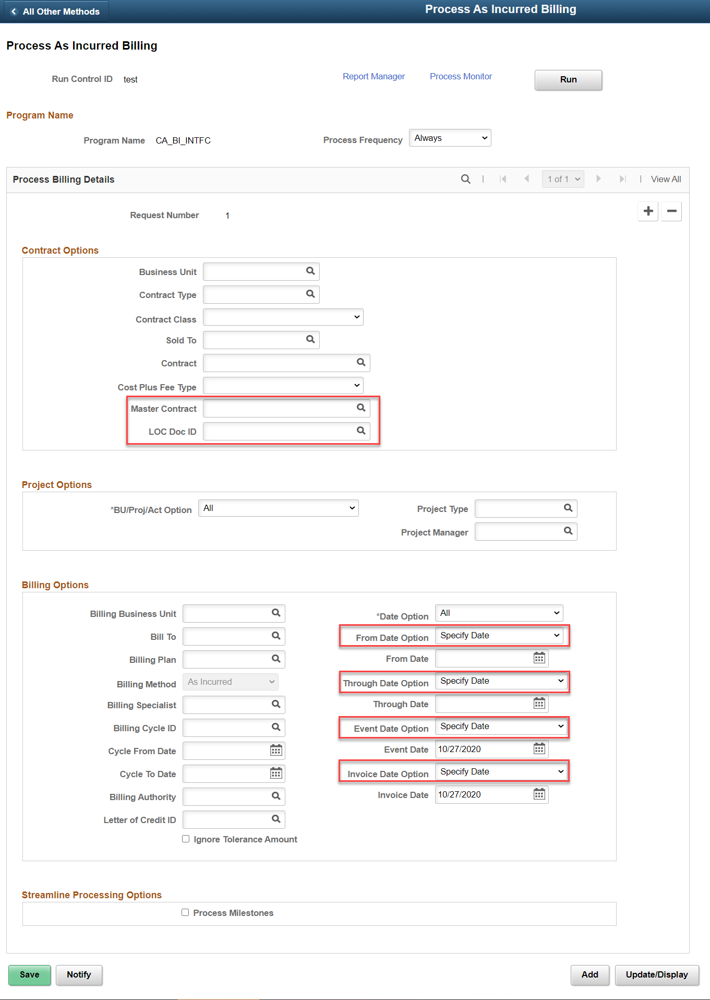 All Other Methods
Process As Incurred Billing
Process As Incurred Billing
Run Control ID test Report Manager Process Monitor Run
Program Name
Program Name CA_BI_INTFC Process Frequency Always
Process Billing Details | 1 of 1 | View All
Request Number 1
Contract Options
Business Unit
Contract Type
Contract Class
Sold To
Contract
Cost Plus Fee Type
Master Contract
LOC Doc ID
Project Options
*BU/Proj/Act Option All Project Type
Project Manager
Billing Options
Billing Business Unit *Date Option All
Bill To From Date Option Specify Date
Billing Plan From Date
Billing Method As Incurred Through Date Option Specify Date
Billing Specialist Through Date
Billing Cycle ID Event Date Option Specify Date
Cycle From Date Event Date 10/27/2020
Cycle To Date Invoice Date Option Specify Date
Billing Authority Invoice Date 10/27/2020
Letter of Credit ID
Ignore Tolerance Amount
Streamline Processing Options
Process Milestones
Save Notify Add Update/Display